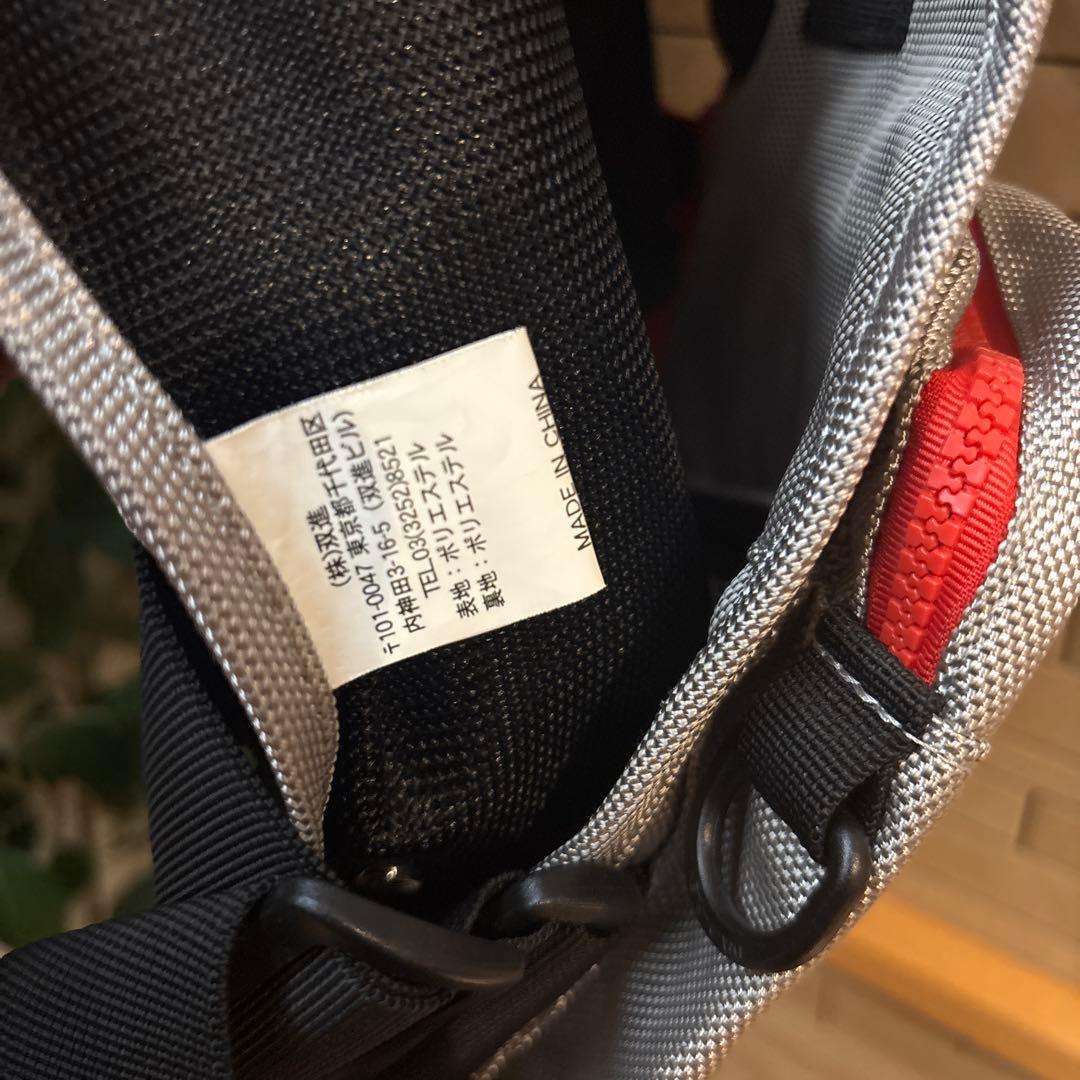 (株)双進
〒101-0047 東京都千代田区
内神田3-16-5 (双進ビル)
TEL.03(3252)8521
表地：ポリエステル
裏地：ポリエステル
MADE IN CHINA